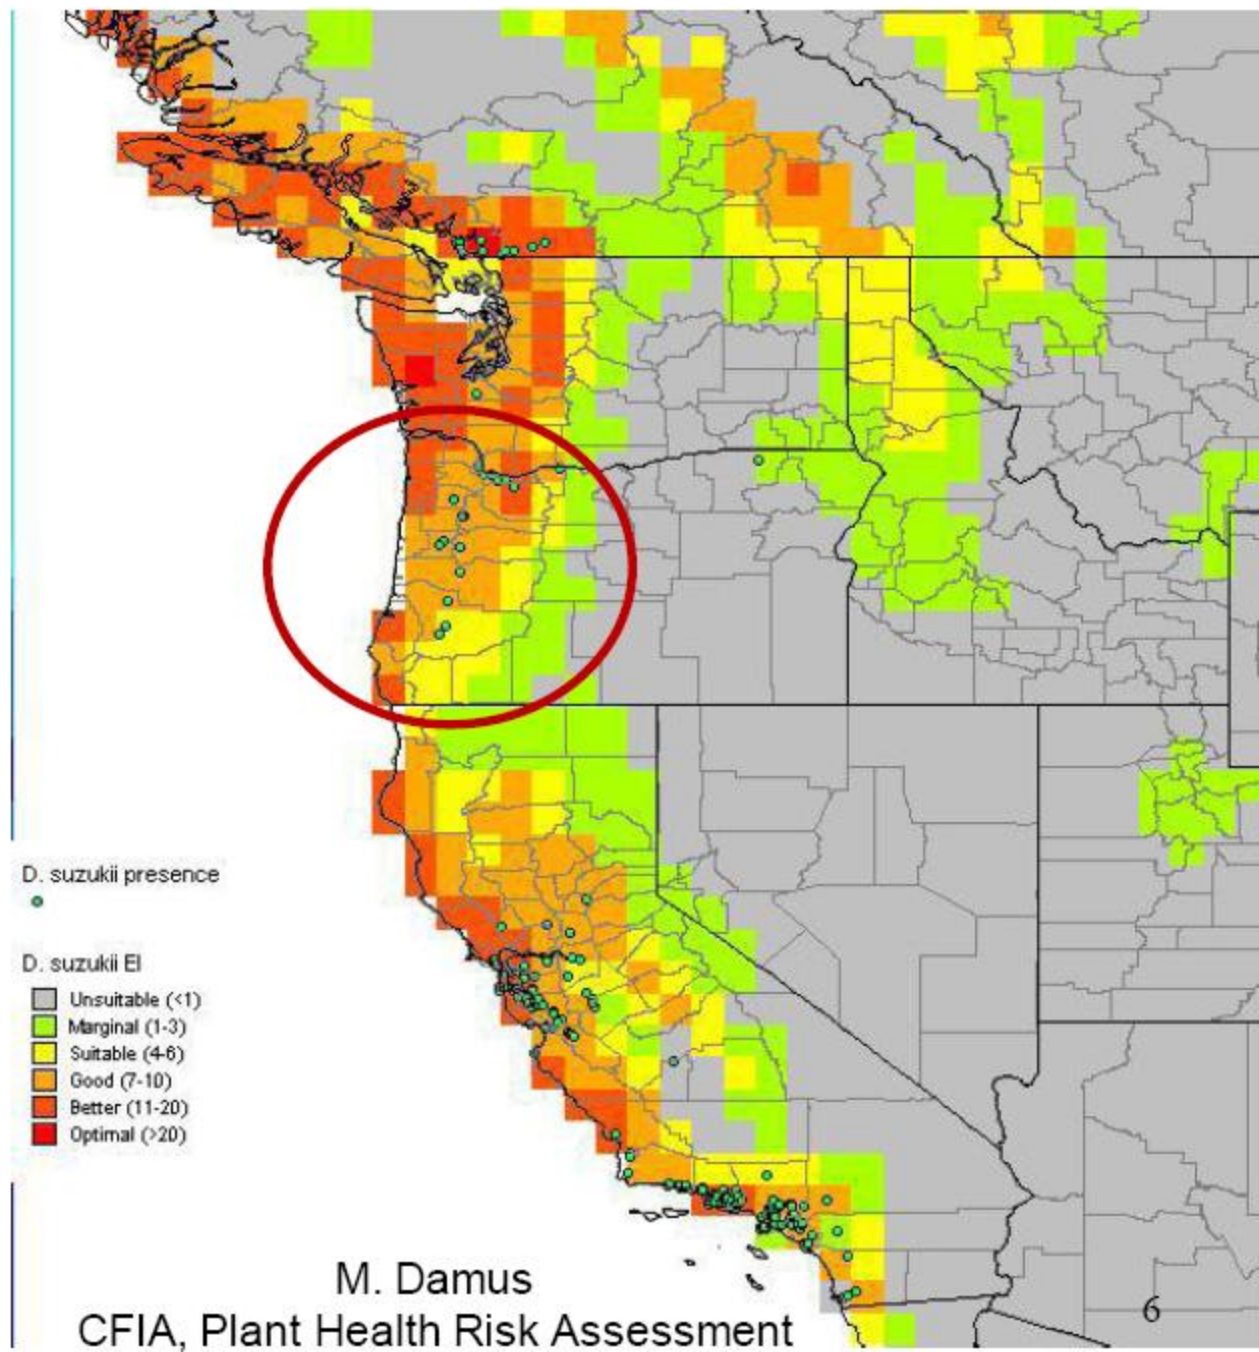 D. suzukii presence
D. suzukii EI
Unsuitable (<1)
Marginal (1-3)
Suitable (4-6)
Good (7-10)
Better (11-20)
Optimal (>20)
M. Damus
CFIA, Plant Health Risk Assessment
6